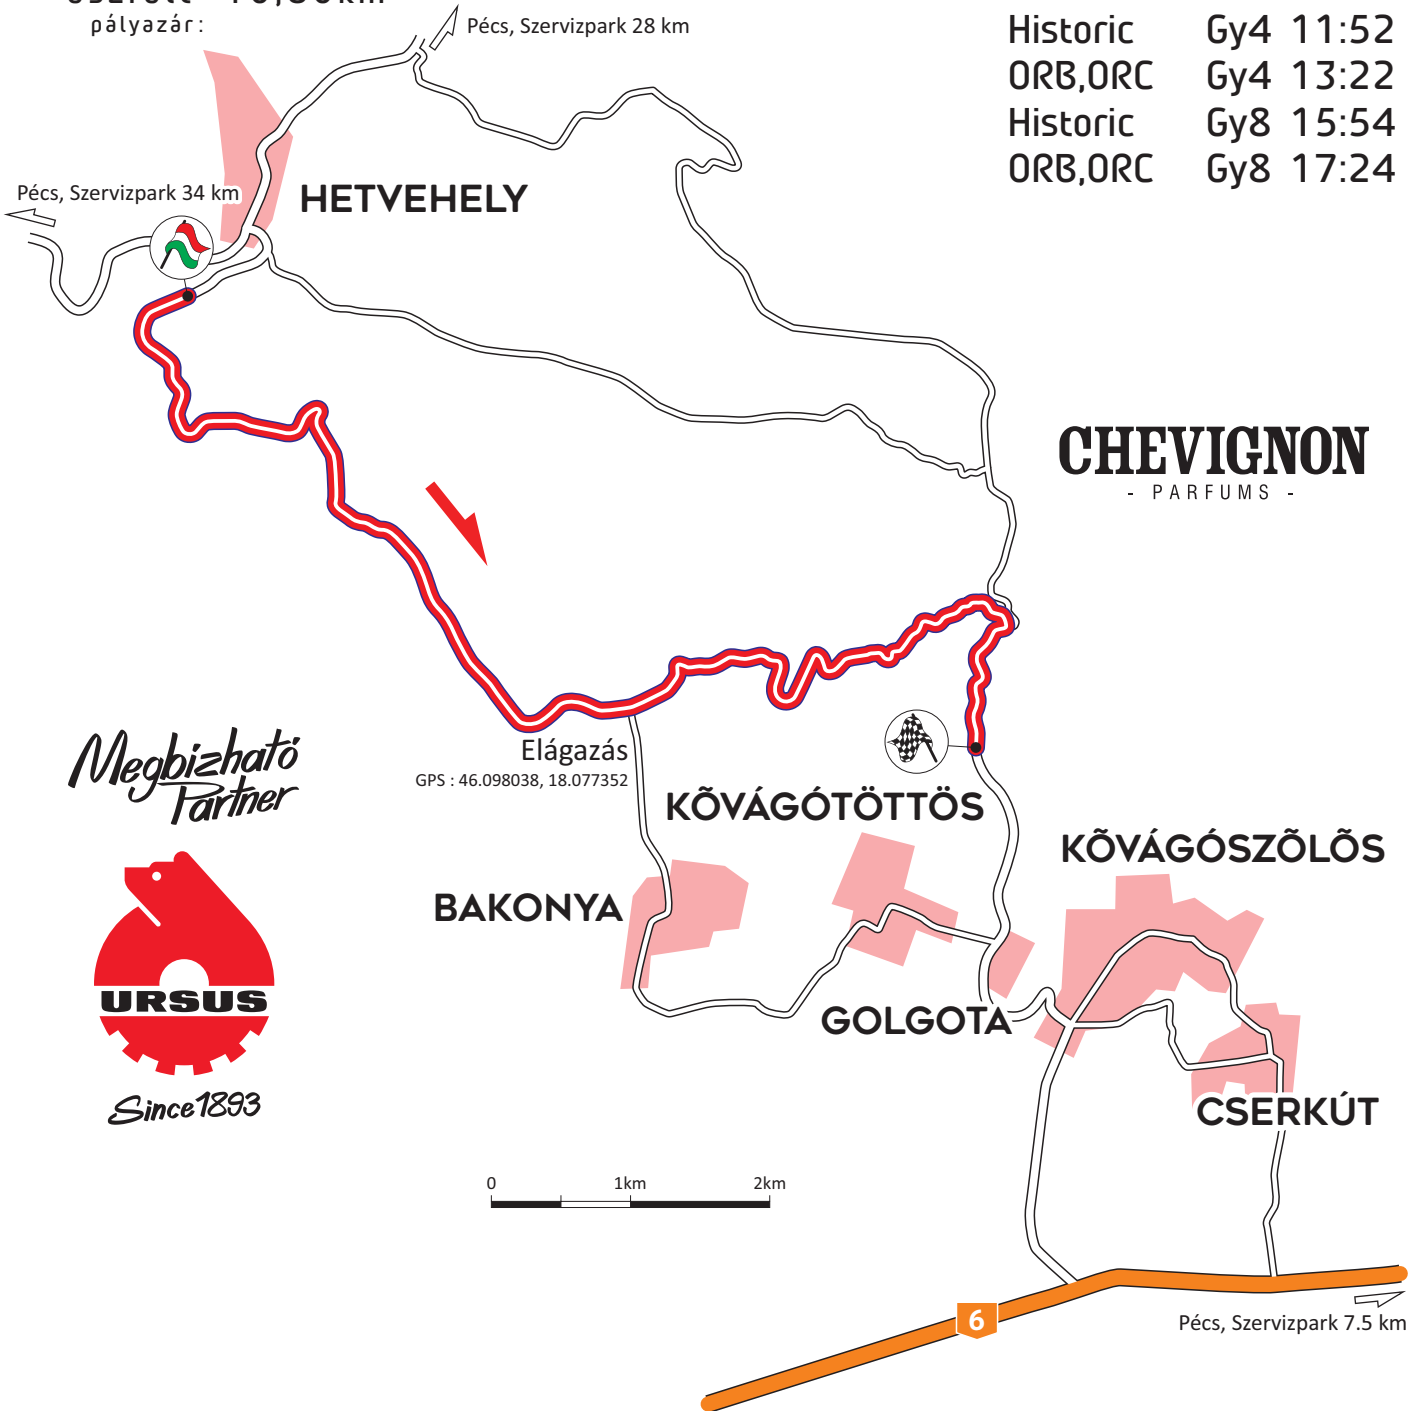 pályazár:
Historic Gy4 11:52
ORB,ORC Gy4 13:22
Historic Gy8 15:54
ORB,ORC Gy8 17:24
Pécs, Szervizpark 28 km
Pécs, Szervizpark 34 km
HETVEHELY
CHEVIGNON
- PARFUMS -
Elágazás
GPS : 46.098038, 18.077352
Megbízható
Partner
KÕVÁGÓTÖTTÖS
KÕVÁGÓSZÕLÕS
BAKONYA
URSUS
GOLGOTA
Since 1893
CSERKÚT
0 1km 2km
6
Pécs, Szervizpark 7.5 km